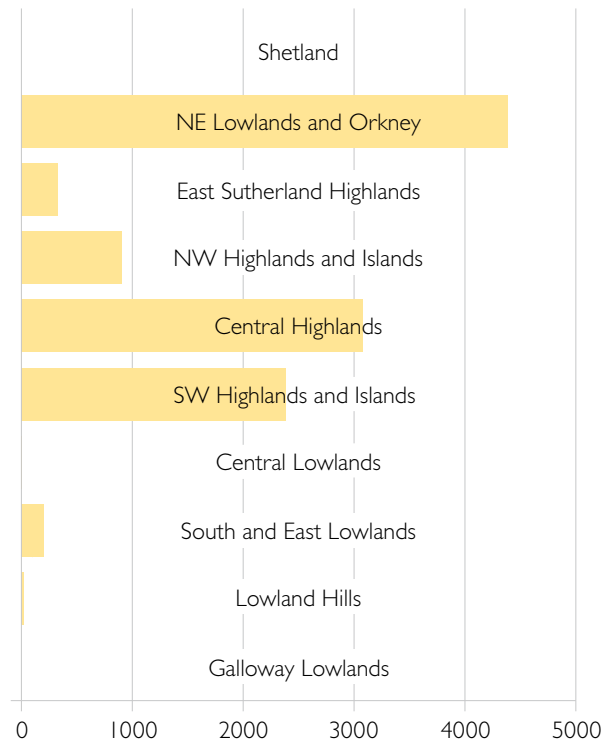 Shetland
NE Lowlands and Orkney
East Sutherland Highlands
NW Highlands and Islands
Central Highlands
SW Highlands and Islands
Central Lowlands
South and East Lowlands
Lowland Hills
Galloway Lowlands
0 1000 2000 3000 4000 5000